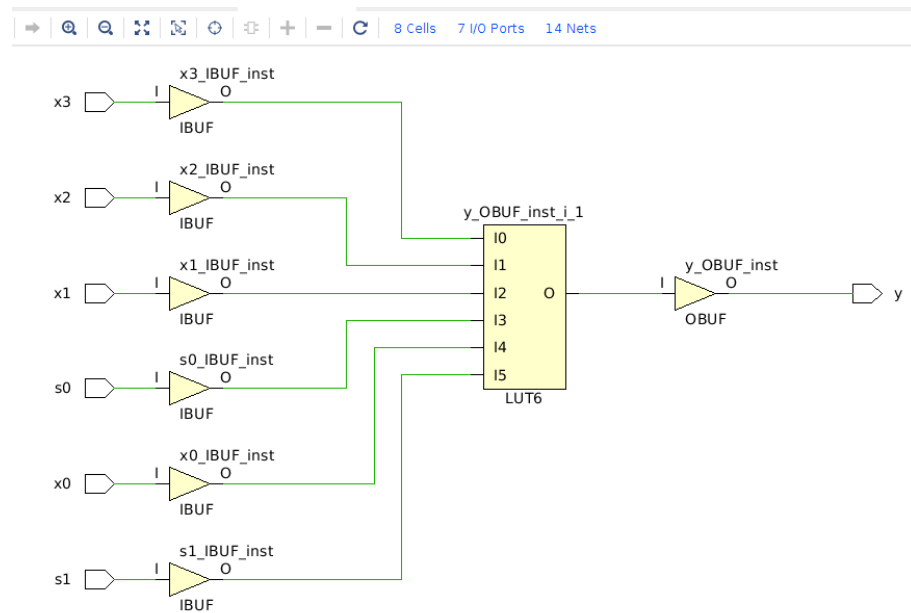 8 Cells 7 I/O Ports 14 Nets
x3_IBUF_inst
x3 I O
IBUF
x2_IBUF_inst
x2 I O
IBUF
y_OBUF_inst_i_1
I0
I1
x1_IBUF_inst
x1 I O
IBUF
I2 O
I3
I4
I5
LUT6
y_OBUF_inst
I O y
OBUF
s0_IBUF_inst
s0 I O
IBUF
x0_IBUF_inst
x0 I O
IBUF
s1_IBUF_inst
s1 I O
IBUF